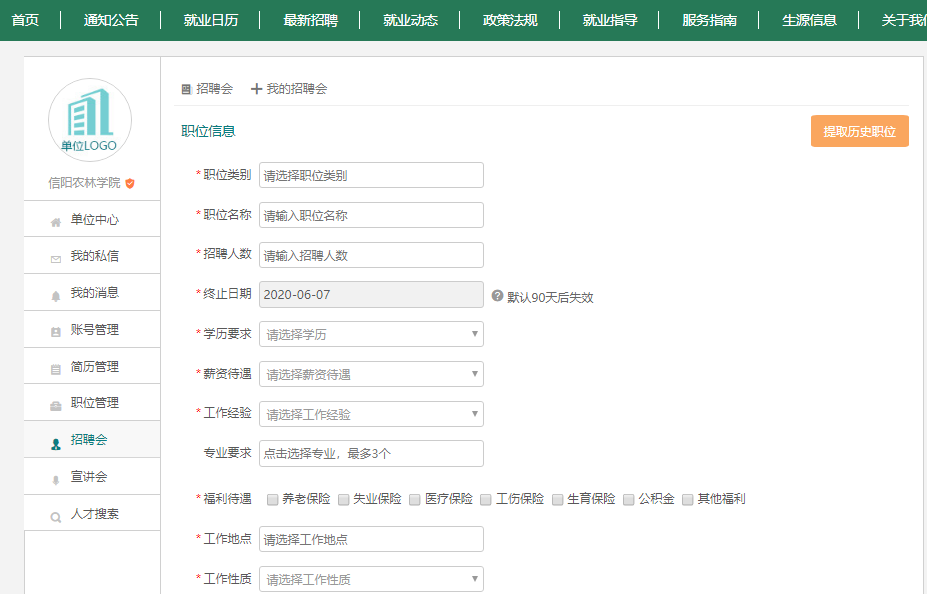 首页 通知公告 就业日历 最新招聘 就业动态 政策法规 就业指导 服务指南 生源信息 关于我们
单位LOGO
信阳农林学院
单位中心
我的私信
我的消息
账号管理
简历管理
职位管理
招聘会
宣讲会
人才搜索
招聘会 我的招聘会
职位信息 提取历史职位
*职位类别 请选择职位类别
*职位名称 请输入职位名称
*招聘人数 请输入招聘人数
*终止日期 2020-06-07 默认90天后失效
*学历要求 请选择学历
*薪资待遇 请选择薪资待遇
*工作经验 请选择工作经验
专业要求 点击选择专业，最多3个
*福利待遇 养老保险 失业保险 医疗保险 工伤保险 生育保险 公积金 其他福利
*工作地点 请选择工作地点
*工作性质 请选择工作性质